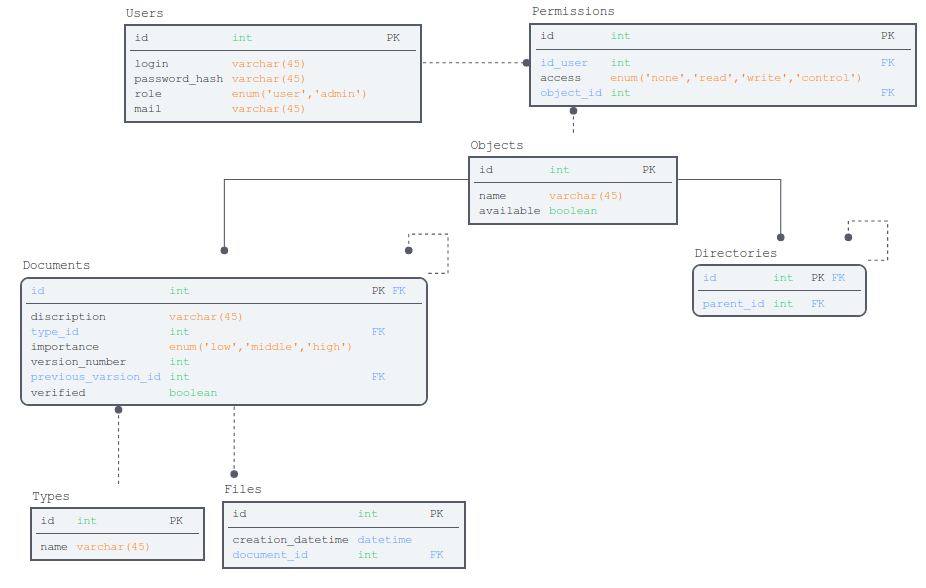 Users
id int PK
login varchar(45)
password_hash varchar(45)
role enum('user','admin')
mail varchar(45)
Permissions
id int PK
id_user int FK
access enum('none','read','write','control')
object_id int FK
Objects
id int PK
name varchar(45)
available boolean
Documents
id int PK FK
discription varchar(45)
type_id int FK
importance enum('low','middle','high')
version_number int
previous_varsion_id int FK
verified boolean
Directories
id int PK FK
parent_id int FK
Types
id int PK
name varchar(45)
Files
id int PK
creation_datetime datetime
document_id int FK